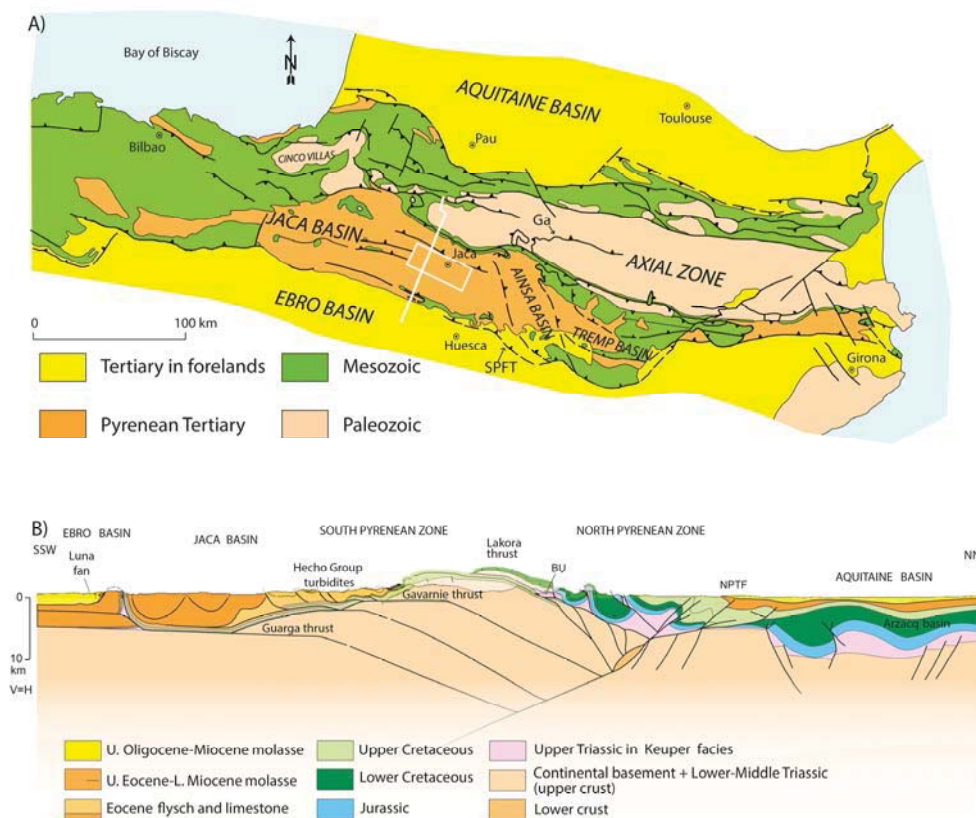 A)
Bay of Biscay
N
AQUITAINE BASIN
Toulouse
Pau
Bilbao
CINCO VILLAS
Ga
JACA BASIN
Jaca
AXIAL ZONE
AINSA BASIN
EBRO BASIN
TREMP BASIN
0 100 km
Huesca
SPFT
Girona
Tertiary in forelands
Mesozoic
Pyrenean Tertiary
Paleozoic
B)
EBRO BASIN
JACA BASIN
SOUTH PYRENEAN ZONE
NORTH PYRENEAN ZONE
SSW
NN
Luna fan
Hecho Group turbidites
Lakora thrust
BU
NPTF
AQUITAINE BASIN
Gavarnie thrust
Guarga thrust
Arzacq basin
0
10
km
V=H
U. Oligocene-Miocene molasse
Upper Cretaceous
Upper Triassic in Keuper facies
U. Eocene-L. Miocene molasse
Lower Cretaceous
Continental basement + Lower-Middle Triassic
(upper crust)
Eocene flysch and limestone
Jurassic
Lower crust